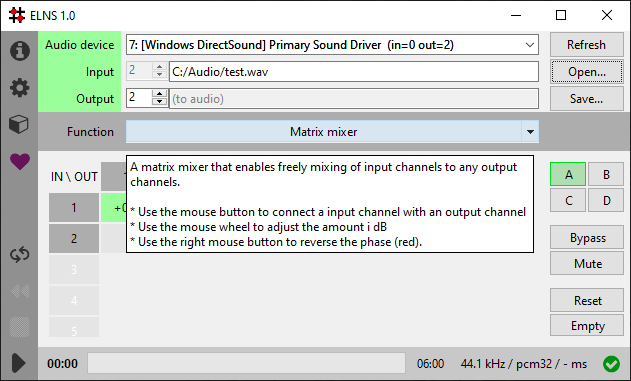 ELNS 1.0
Audio device
7: [Windows DirectSound] Primary Sound Driver (in=0 out=2)
Refresh
Input
2
C:/Audio/test.wav
Open...
Output
2
(to audio)
Save...
Function
Matrix mixer
A matrix mixer that enables freely mixing of input channels to any output
channels.
* Use the mouse button to connect a input channel with an output channel
* Use the mouse wheel to adjust the amount i dB
* Use the right mouse button to reverse the phase (red).
IN \ OUT
1
2
3
4
5
A
B
C
D
Bypass
Mute
Reset
Empty
00:00
06:00
44.1 kHz / pcm32 / - ms